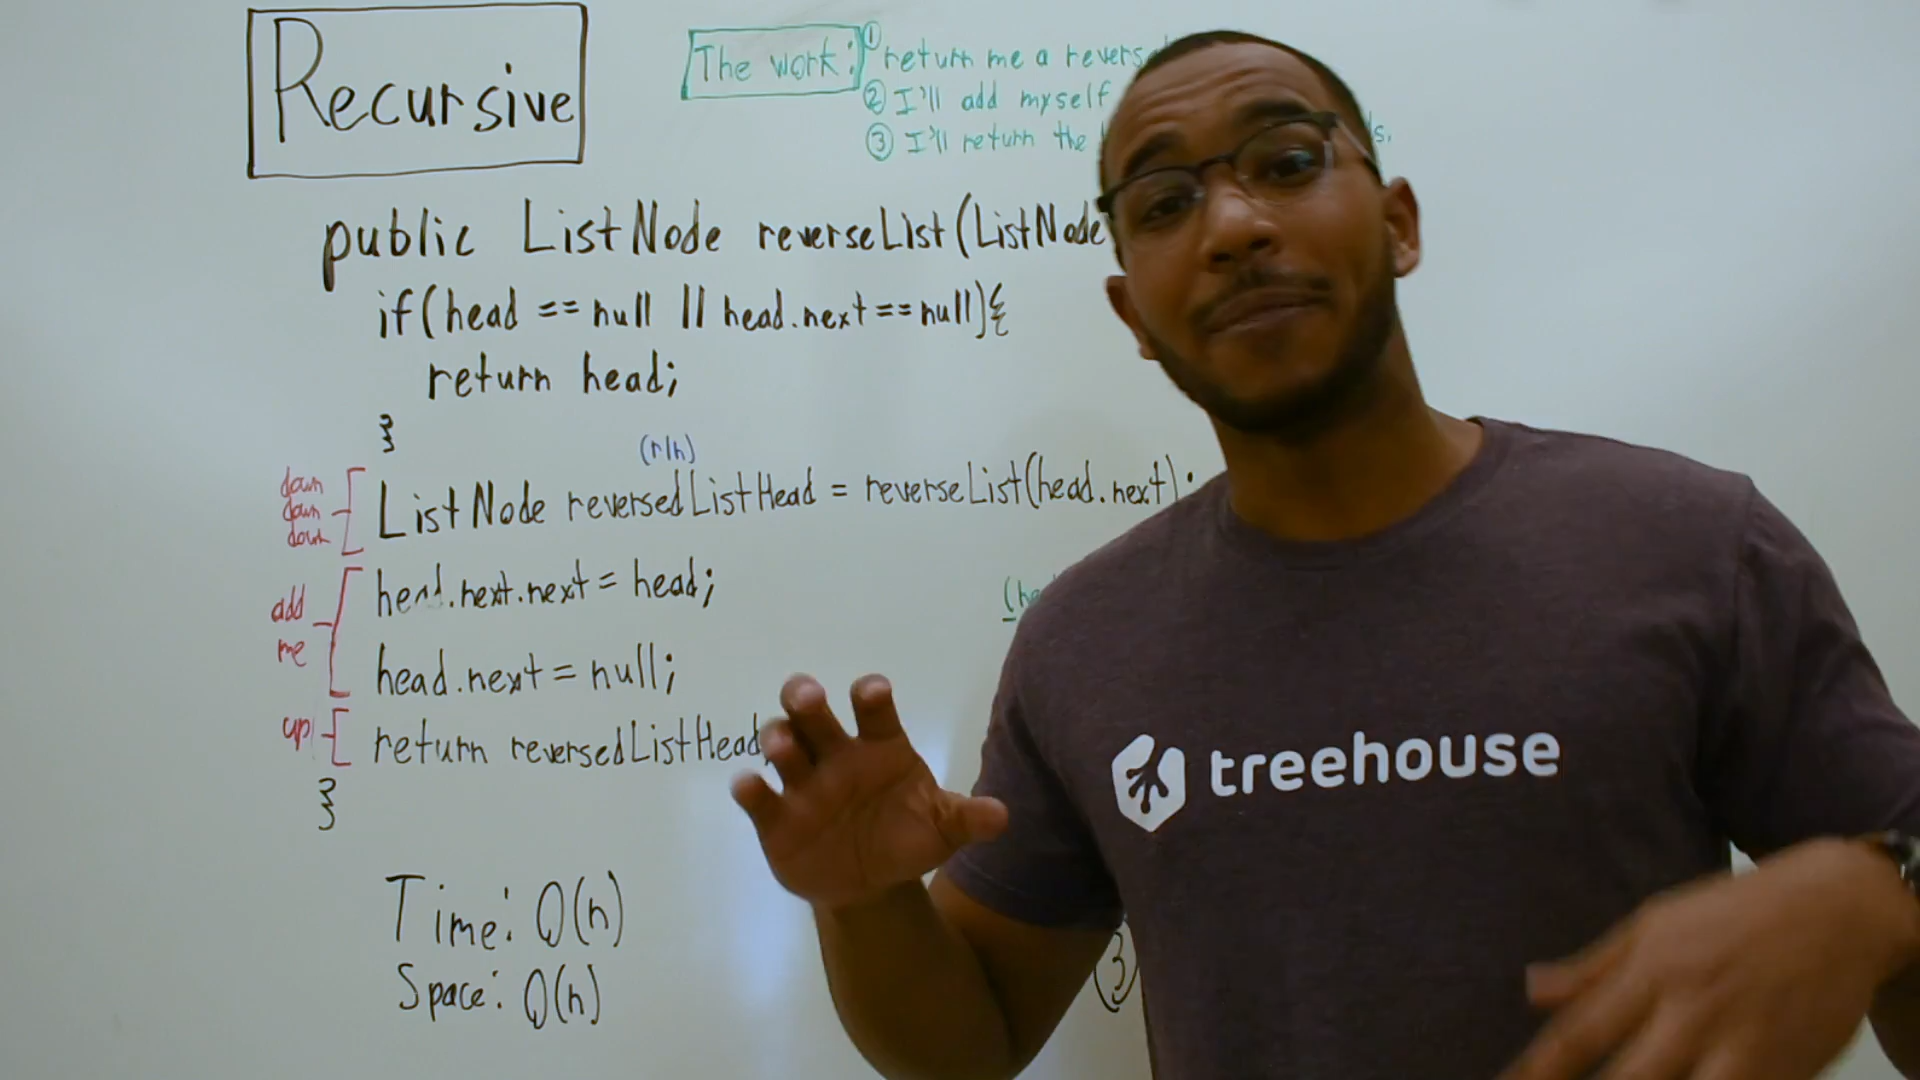 Recursive
The work: ① return me a revers
② I'll add myself
③ I'll return the
s.
public ListNode reverseList(ListNode
if(head == null || head.next == null){
return head;
}
(rlh)
down
down
down
ListNode reversedListHead = reverseList(head.next);
add
me
head.next.next = head;
(he
head.next = null;
up
return reversedListHead;
}
treehouse
Time: O(n)
Space: O(n)
③